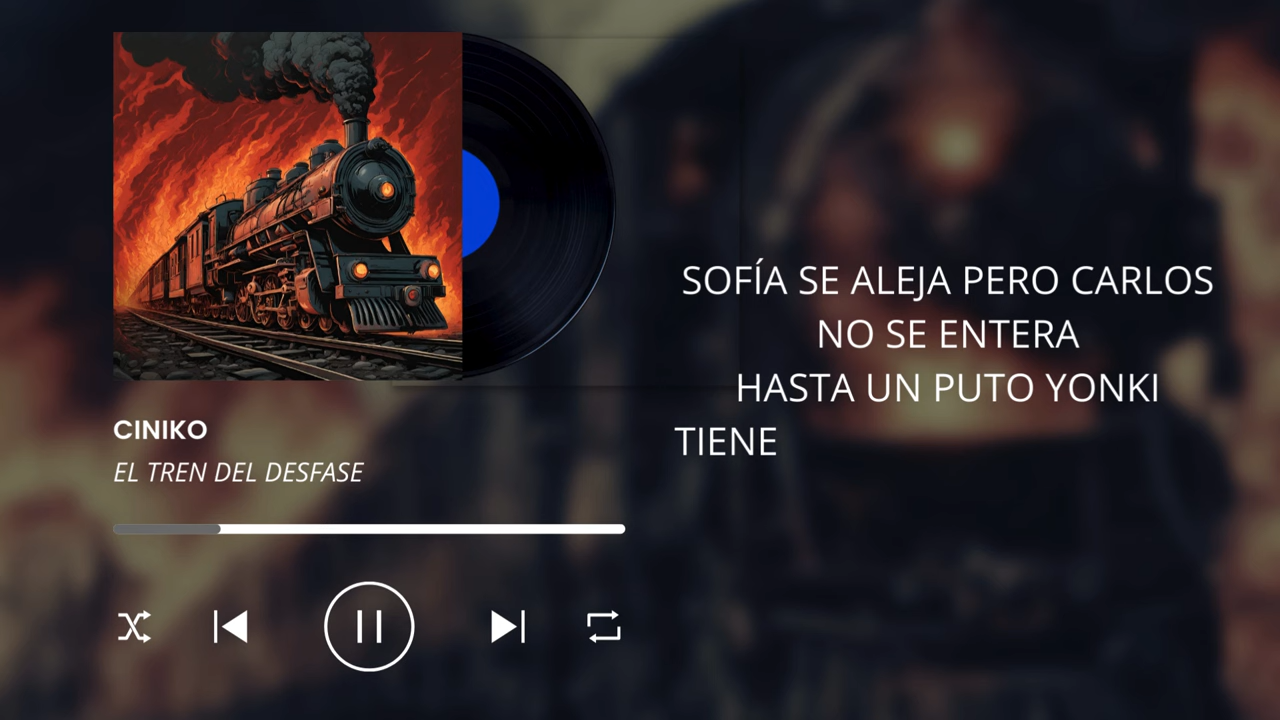 CINIKO
EL TREN DEL DESFASE
SOFÍA SE ALEJA PERO CARLOS
NO SE ENTERA
HASTA UN PUTO YONKI
TIENE